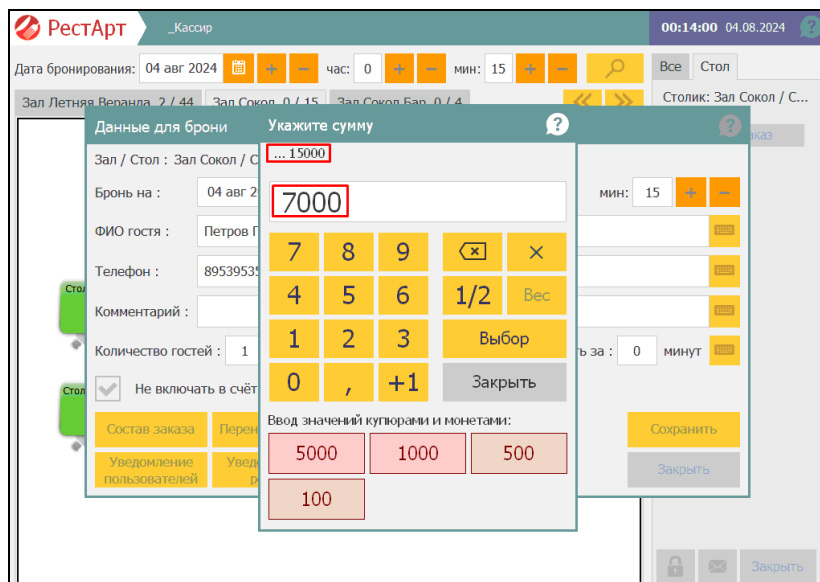 РестАрт
_Кассир
00:14:00 04.08.2024
?
Дата бронирования: 04 авг 2024 + − час: 0 + − мин: 15 + −
Все Стол
Зал Летняя Веранда 2 / 44 Зал Сокол 0 / 15 Зал Сокол Бар 0 / 4
Столик: Зал Сокол / С...
Данные для брони
Укажите сумму
?
?
Зал / Стол : Зал Сокол / С
... 15000
Бронь на : 04 авг 2
7000
мин: 15 + −
ФИО гостя : Петров Г
Телефон : 8953953
7 8 9 ×
4 5 6 1/2 Вес
Комментарий :
1 2 3 Выбор
Количество гостей : 1
ь за : 0 минут
0 , +1 Закрыть
Не включать в счёт
Ввод значений купюрами и монетами:
Состав заказа Перен
Сохранить
5000 1000 500
Уведомление
пользователей
Увед
р
Закрыть
100
Стол
Стол
Закрыть